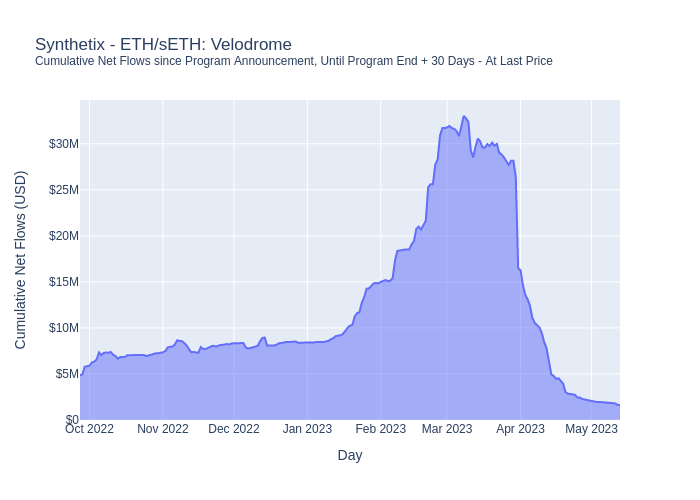 Synthetix - ETH/sETH: Velodrome
Cumulative Net Flows since Program Announcement, Until Program End + 30 Days - At Last Price
Cumulative Net Flows (USD)
$30M
$25M
$20M
$15M
$10M
$5M
$0
Oct 2022 Nov 2022 Dec 2022 Jan 2023 Feb 2023 Mar 2023 Apr 2023 May 2023
Day